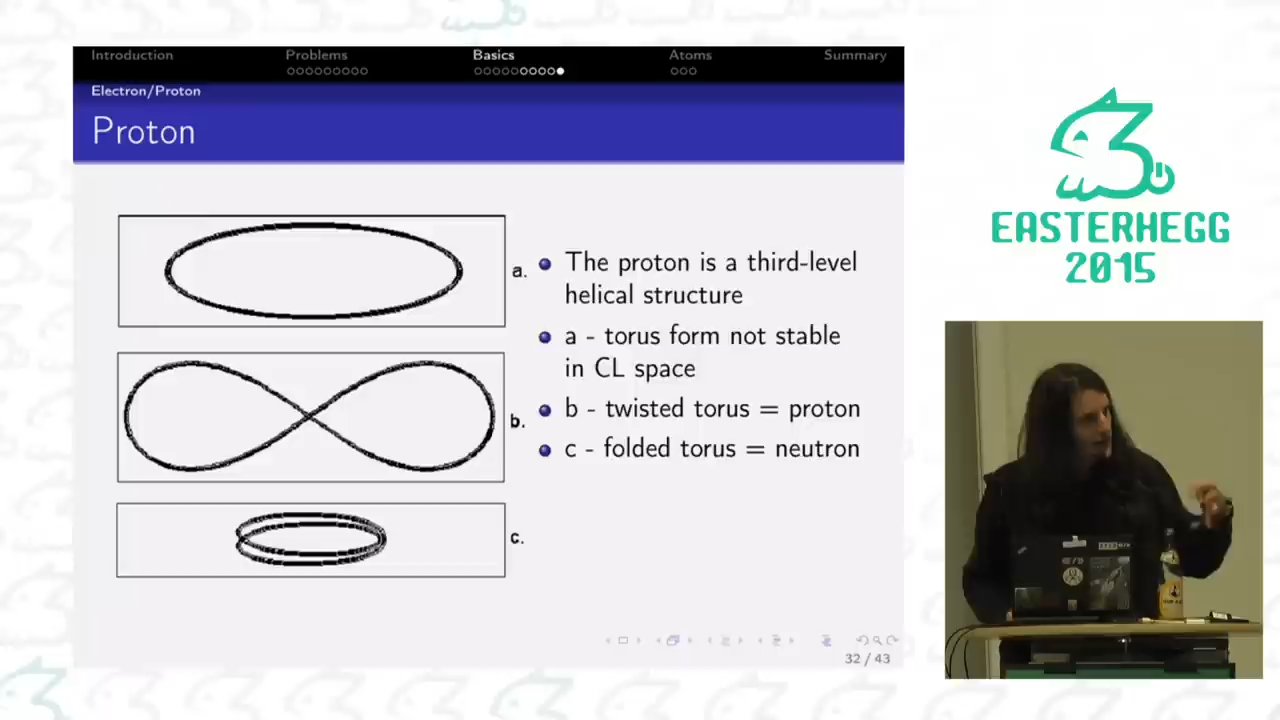 Introduction
Problems
Basics
Atoms
Summary
Electron/Proton
Proton
a.
b.
c.
The proton is a third-level
helical structure
a - torus form not stable
in CL space
b - twisted torus = proton
c - folded torus = neutron
32 / 43
EASTERHEGG
2015